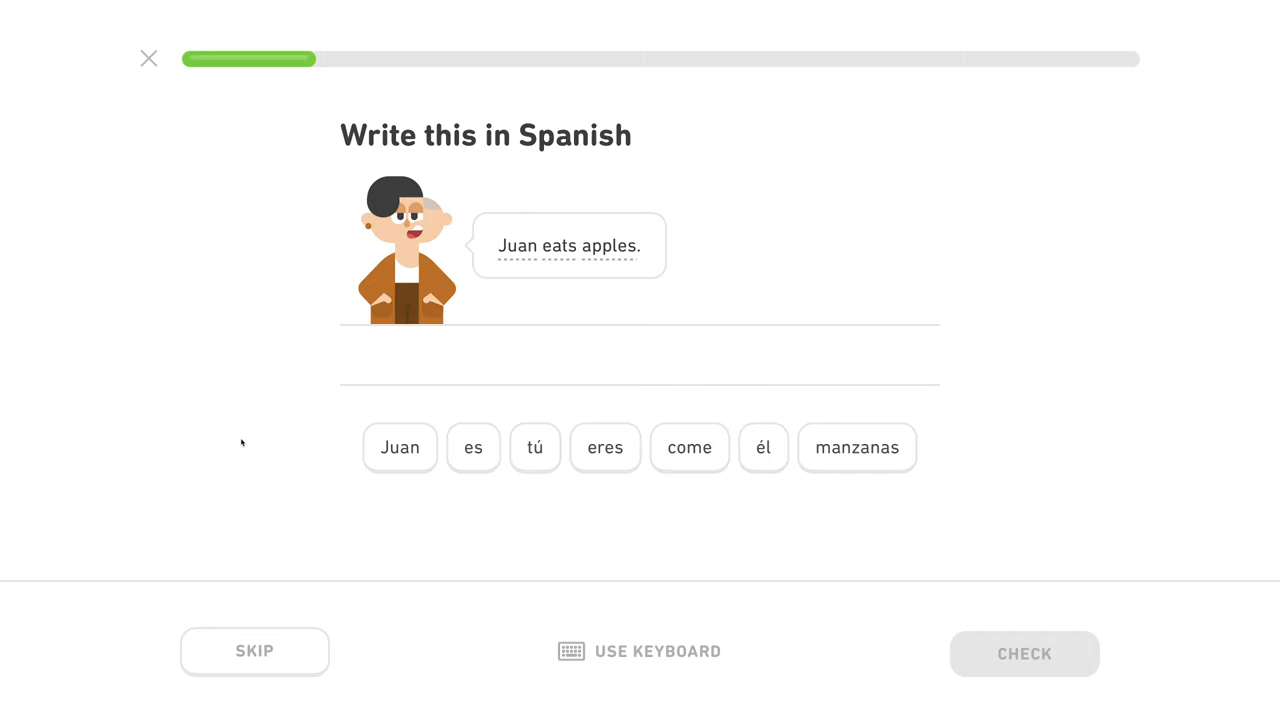 Write this in Spanish
Juan eats apples.
Juan es tú eres come él manzanas
SKIP USE KEYBOARD CHECK